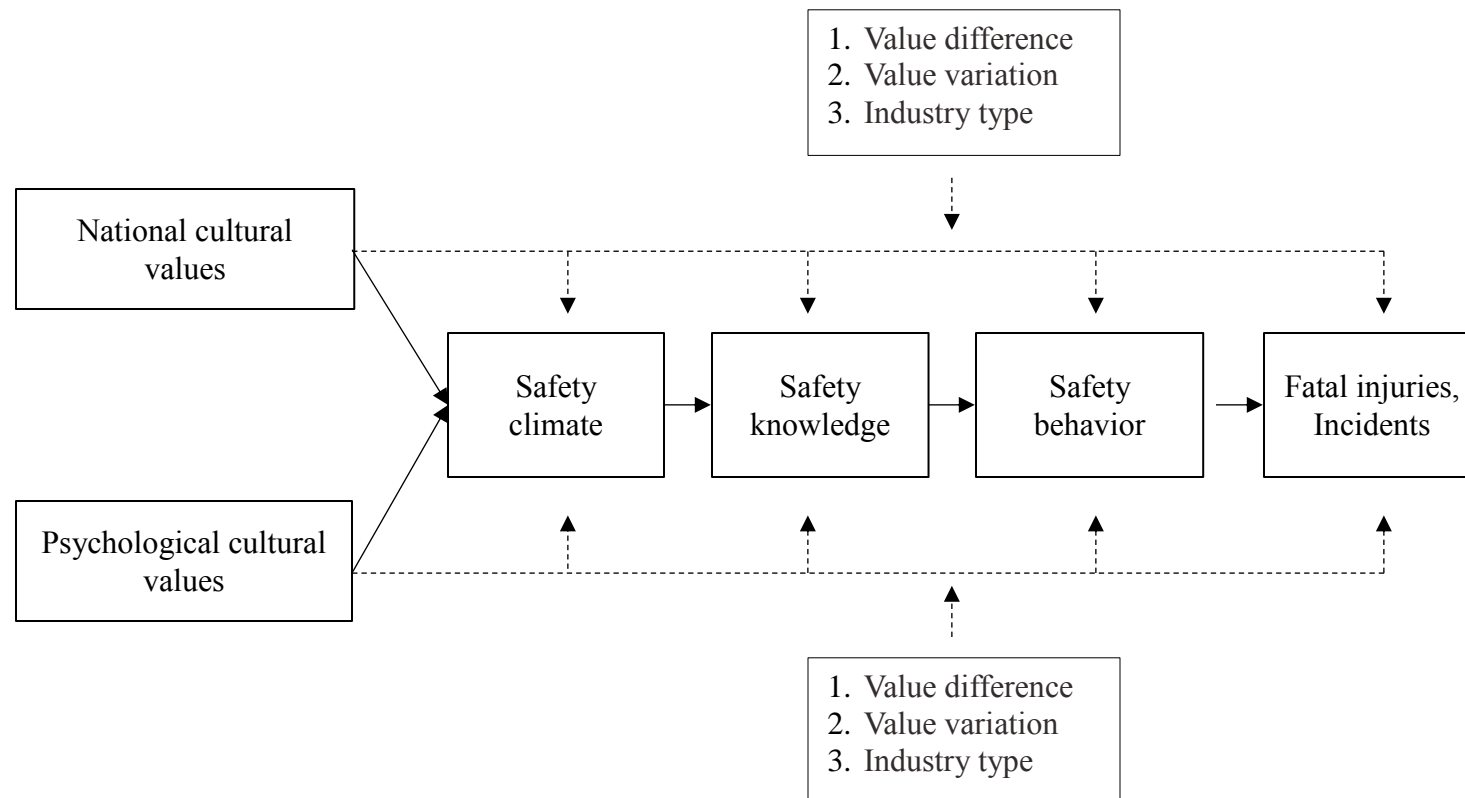 1. Value difference
2. Value variation
3. Industry type
National cultural
values
Safety
climate
Safety
knowledge
Safety
behavior
Fatal injuries,
Incidents
Psychological cultural
values
1. Value difference
2. Value variation
3. Industry type